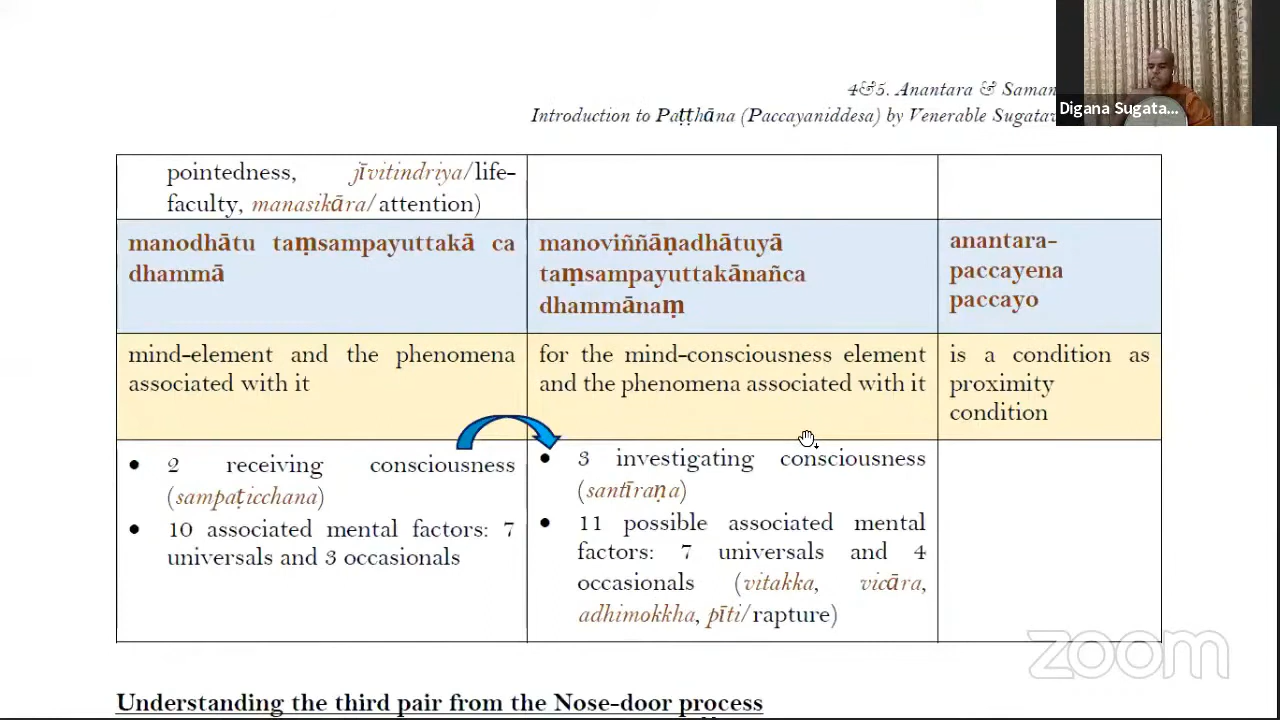 4&5. Anantara & Saman
Introduction to Paṭṭhāna (Paccayaniddesa) by Venerable Sugata
Digana Sugata...
pointedness, jīvitindriya/life-
faculty, manasikāra/attention)
manodhātu taṃsampayuttakā ca
dhammā
manoviññāṇadhātuyā
taṃsampayuttakānañca
dhammānaṃ
anantara-
paccayena
paccayo
mind-element and the phenomena
associated with it
for the mind-consciousness element
and the phenomena associated with it
is a condition as
proximity
condition
2 receiving consciousness
(sampaṭicchana)
10 associated mental factors: 7
universals and 3 occasionals
3 investigating consciousness
(santīraṇa)
11 possible associated mental
factors: 7 universals and 4
occasionals (vitakka, vicāra,
adhimokkha, pīti/rapture)
zoom
Understanding the third pair from the Nose-door process